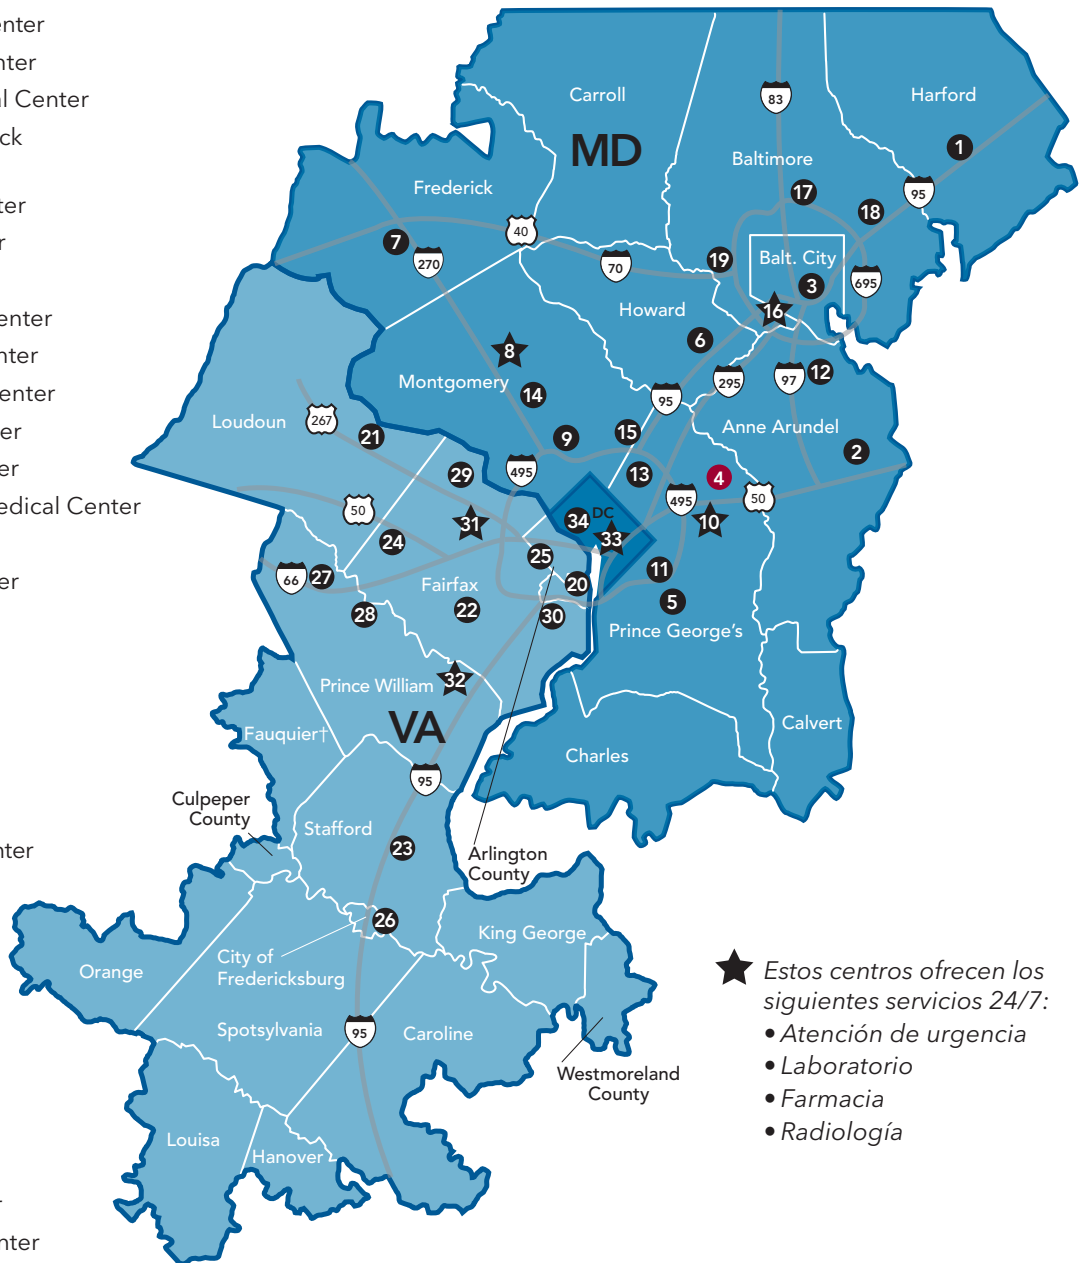 enter
nter
al Center
ck
ter
r
enter
nter
enter
er
er
edical Center
er
nter
nter
Carroll
83
Harford
MD
1
Baltimore
Frederick
17
95
18
40
7
270
70
19
Balt. City
3
695
Howard
16
6
8
Montgomery
14
295
97
12
95
Loudoun
267
21
9
15
Anne Arundel
2
29
495
13
4
495
50
10
50
31
34
DC
33
24
25
66
27
Fairfax
20
11
28
22
30
5
Prince George's
Prince William
32
VA
Fauquier†
Calvert
Charles
95
Culpeper
County
Stafford
23
Arlington
County
26
King George
City of
Fredericksburg
Orange
Spotsylvania
95
Caroline
Westmoreland
County
Louisa
Hanover
Estos centros ofrecen los
siguientes servicios 24/7:
• Atención de urgencia
• Laboratorio
• Farmacia
• Radiología